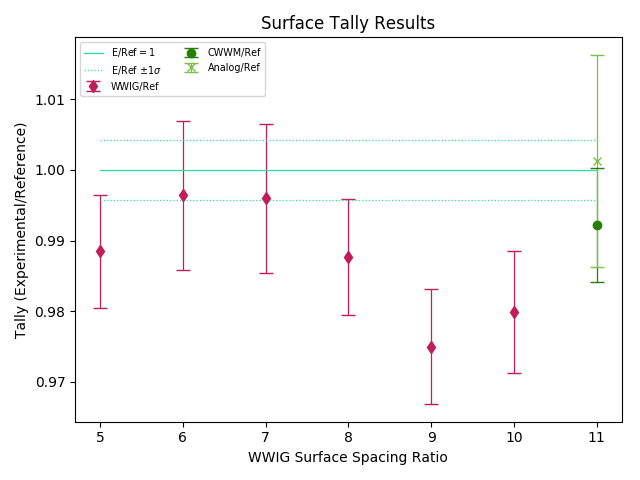 Surface Tally Results
E/Ref = 1
E/Ref ±1σ
WWIG/Ref
CWWM/Ref
Analog/Ref
Tally (Experimental/Reference)
1.01
1.00
0.99
0.98
0.97
5 6 7 8 9 10 11
WWIG Surface Spacing Ratio